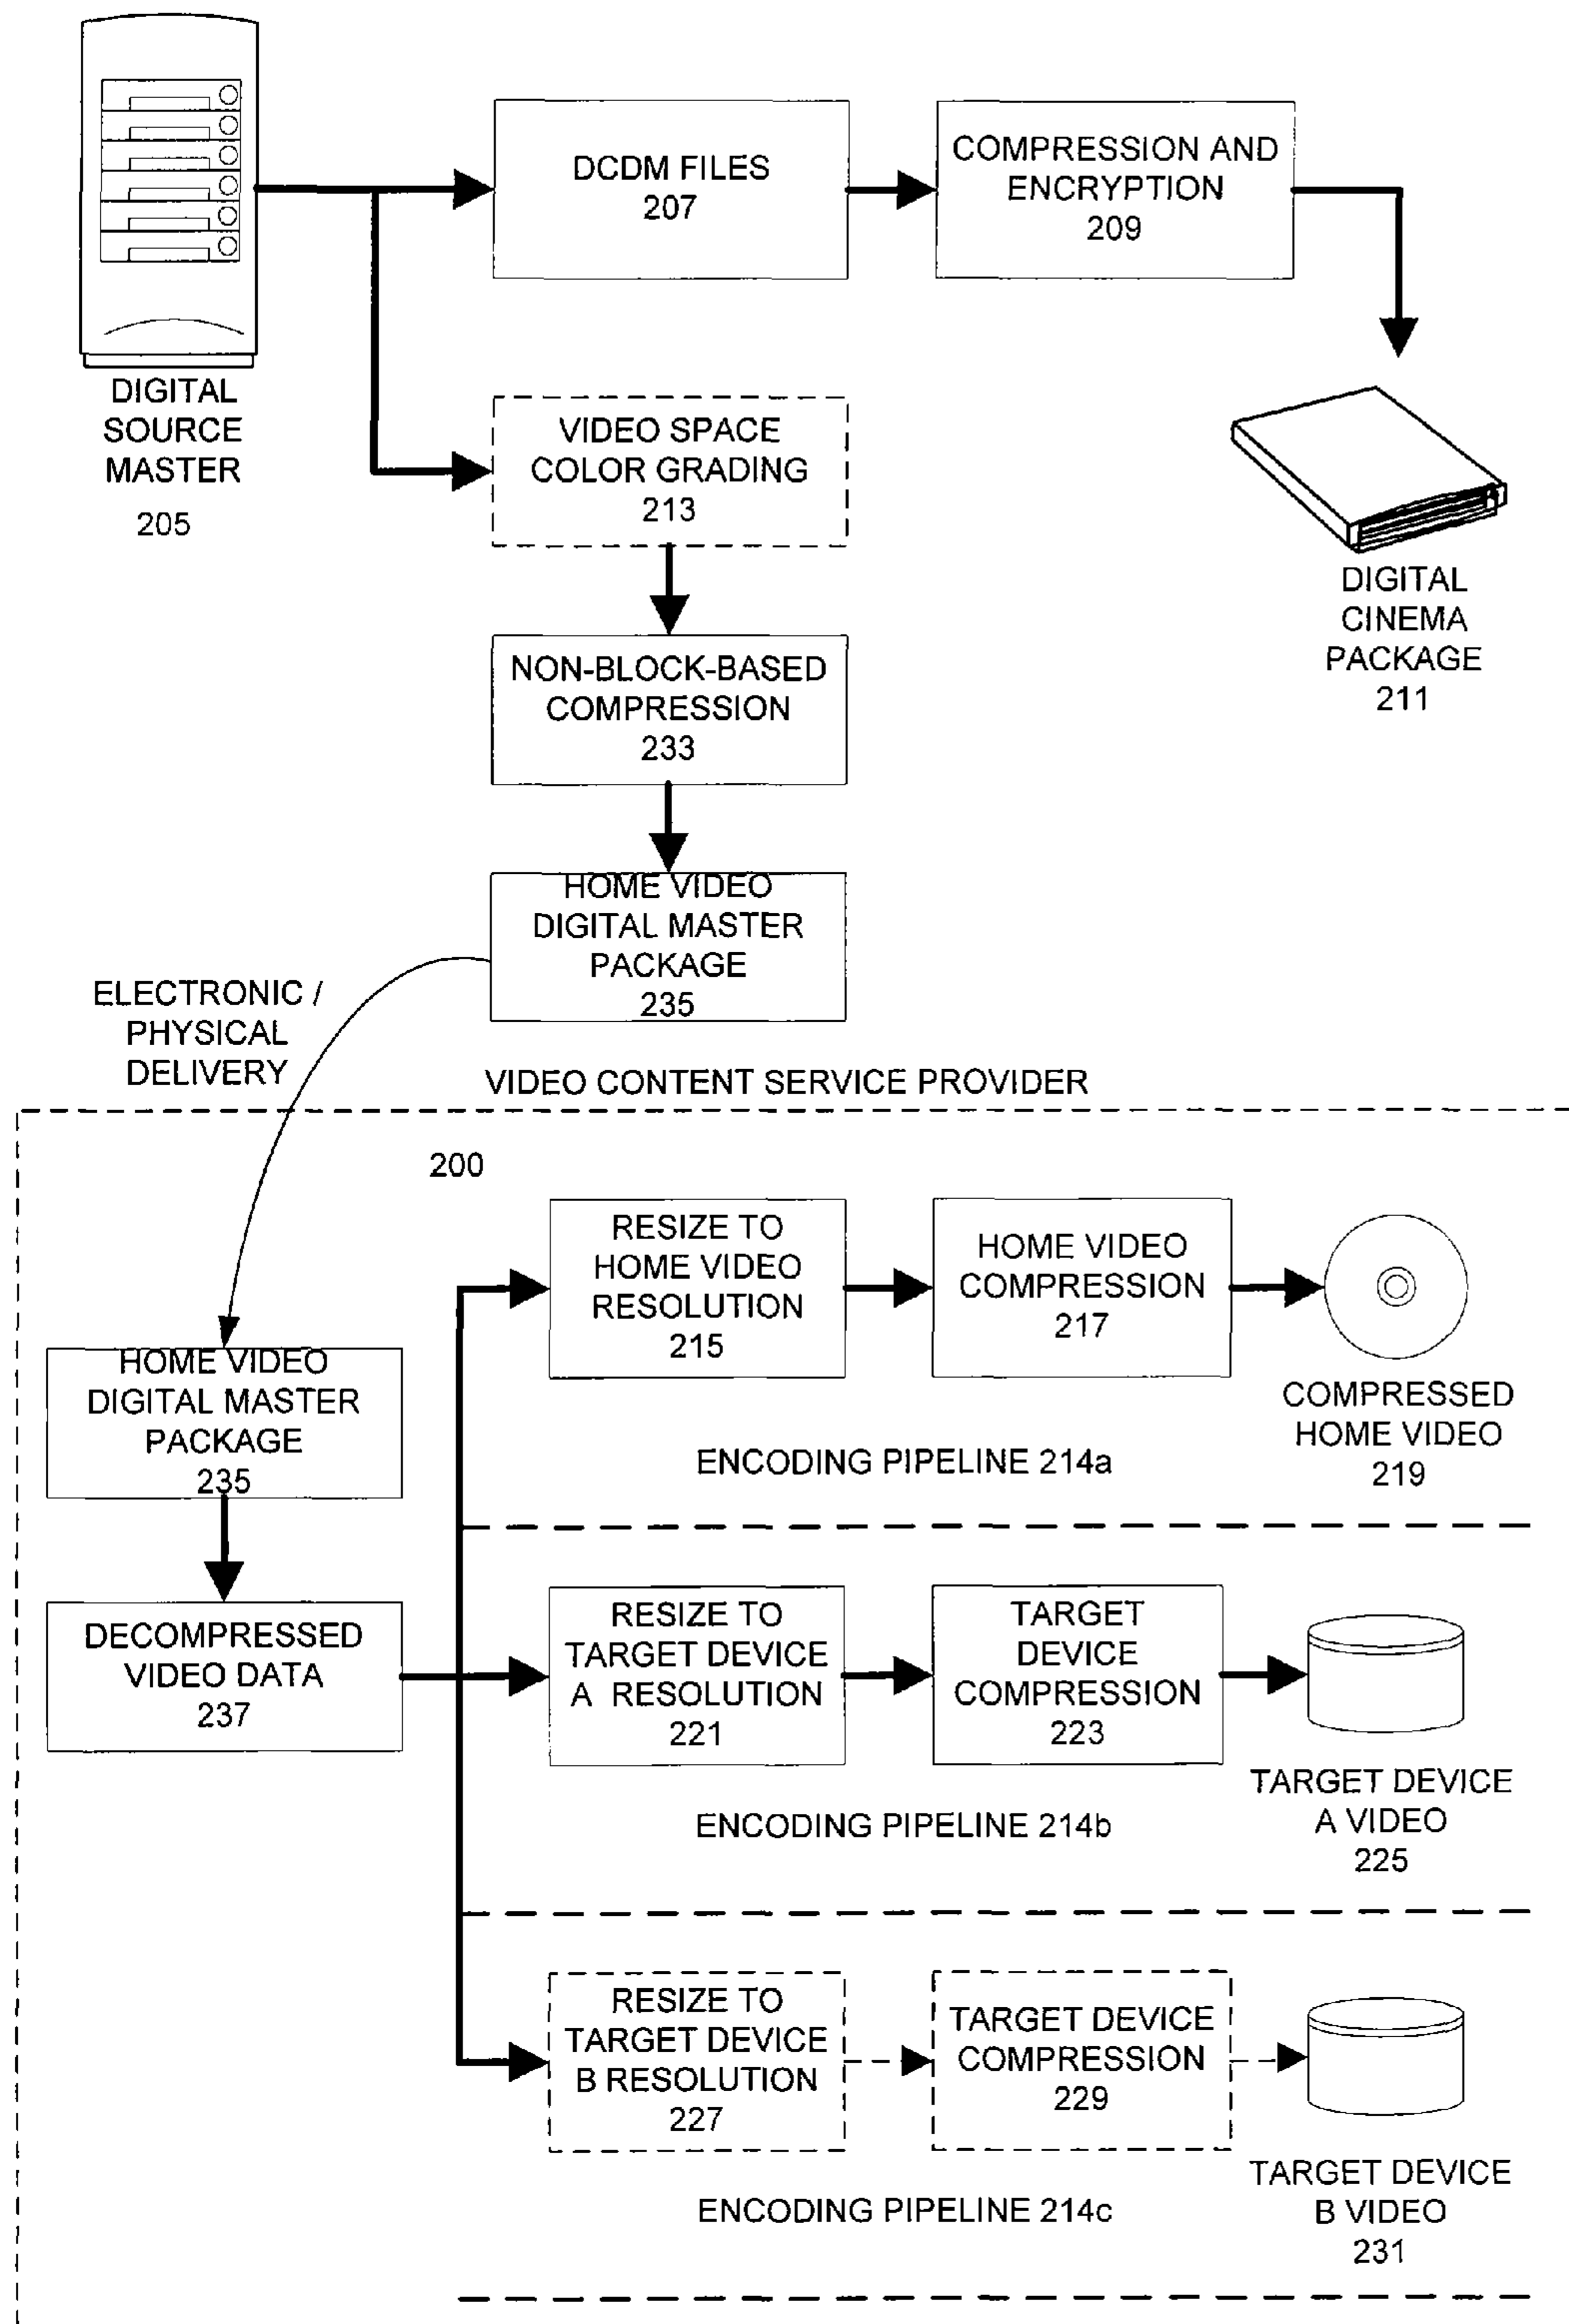 DCDM FILES
207
COMPRESSION AND
ENCRYPTION
209
DIGITAL
SOURCE
MASTER
205
VIDEO SPACE
COLOR GRADING
213
DIGITAL
CINEMA
PACKAGE
211
NON-BLOCK-BASED
COMPRESSION
233
HOME VIDEO
DIGITAL MASTER
PACKAGE
235
ELECTRONIC /
PHYSICAL
DELIVERY
VIDEO CONTENT SERVICE PROVIDER
200
RESIZE TO
HOME VIDEO
RESOLUTION
215
HOME VIDEO
COMPRESSION
217
COMPRESSED
HOME VIDEO
219
HOME VIDEO
DIGITAL MASTER
PACKAGE
235
ENCODING PIPELINE 214a
DECOMPRESSED
VIDEO DATA
237
RESIZE TO
TARGET DEVICE
A RESOLUTION
221
TARGET
DEVICE
COMPRESSION
223
TARGET DEVICE
A VIDEO
225
ENCODING PIPELINE 214b
RESIZE TO
TARGET DEVICE
B RESOLUTION
227
TARGET DEVICE
COMPRESSION
229
TARGET DEVICE
B VIDEO
231
ENCODING PIPELINE 214c